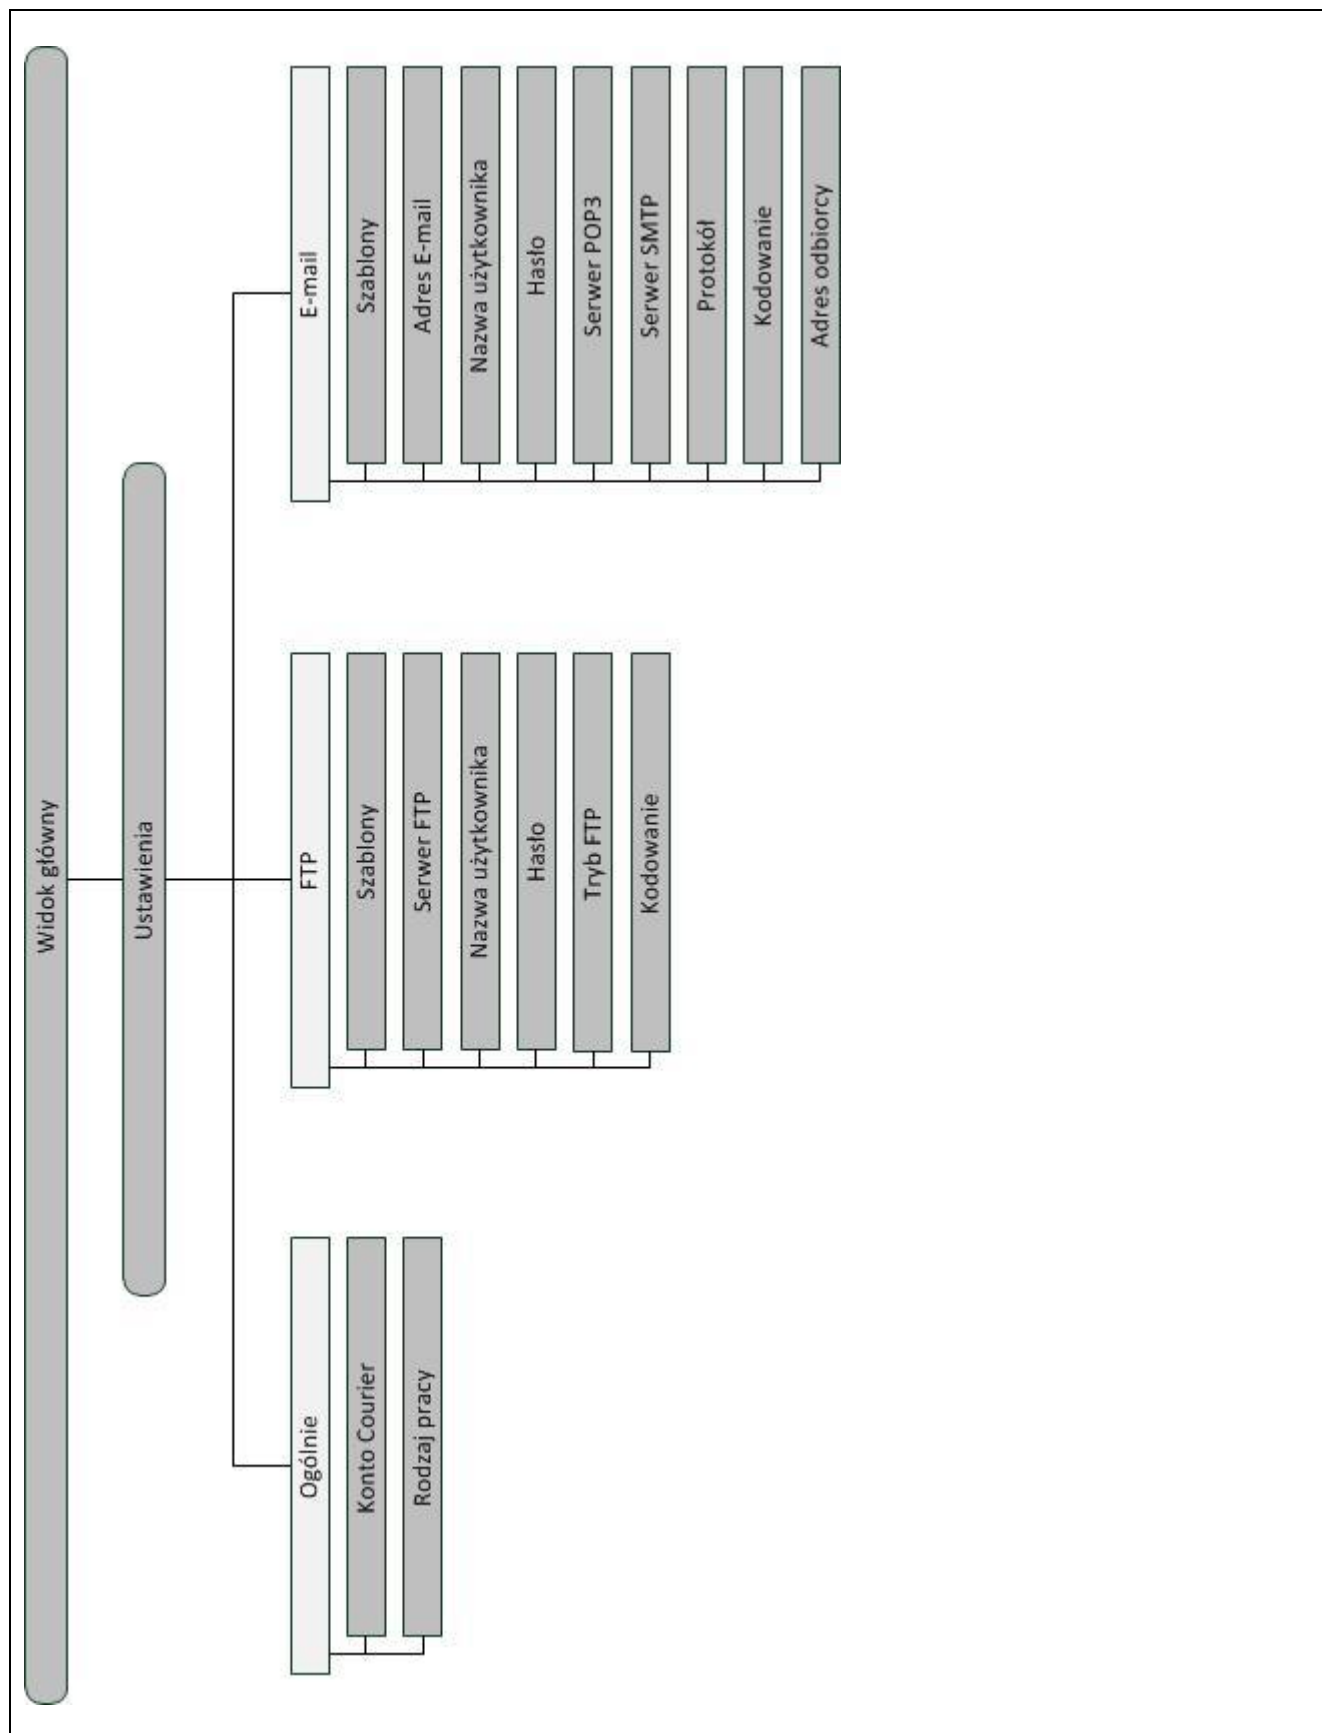 Widok główny
Ustawienia
Ogólnie
Konto Courier
Rodzaj pracy
FTP
Szablony
Serwer FTP
Nazwa użytkownika
Hasło
Tryb FTP
Kodowanie
E-mail
Szablony
Adres E-mail
Nazwa użytkownika
Hasło
Serwer POP3
Serwer SMTP
Protokół
Kodowanie
Adres odbiorcy